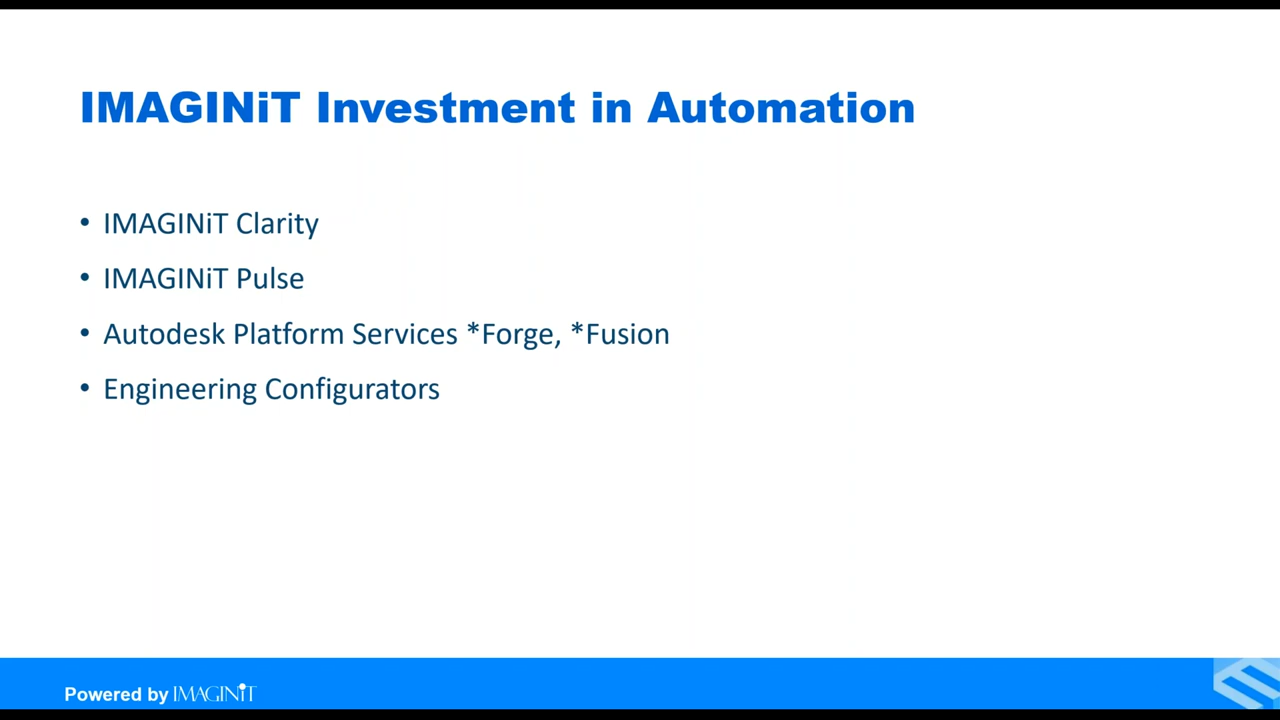 IMAGINiT Investment in Automation
• IMAGINiT Clarity
• IMAGINiT Pulse
• Autodesk Platform Services *Forge, *Fusion
• Engineering Configurators
Powered by IMAGINiT